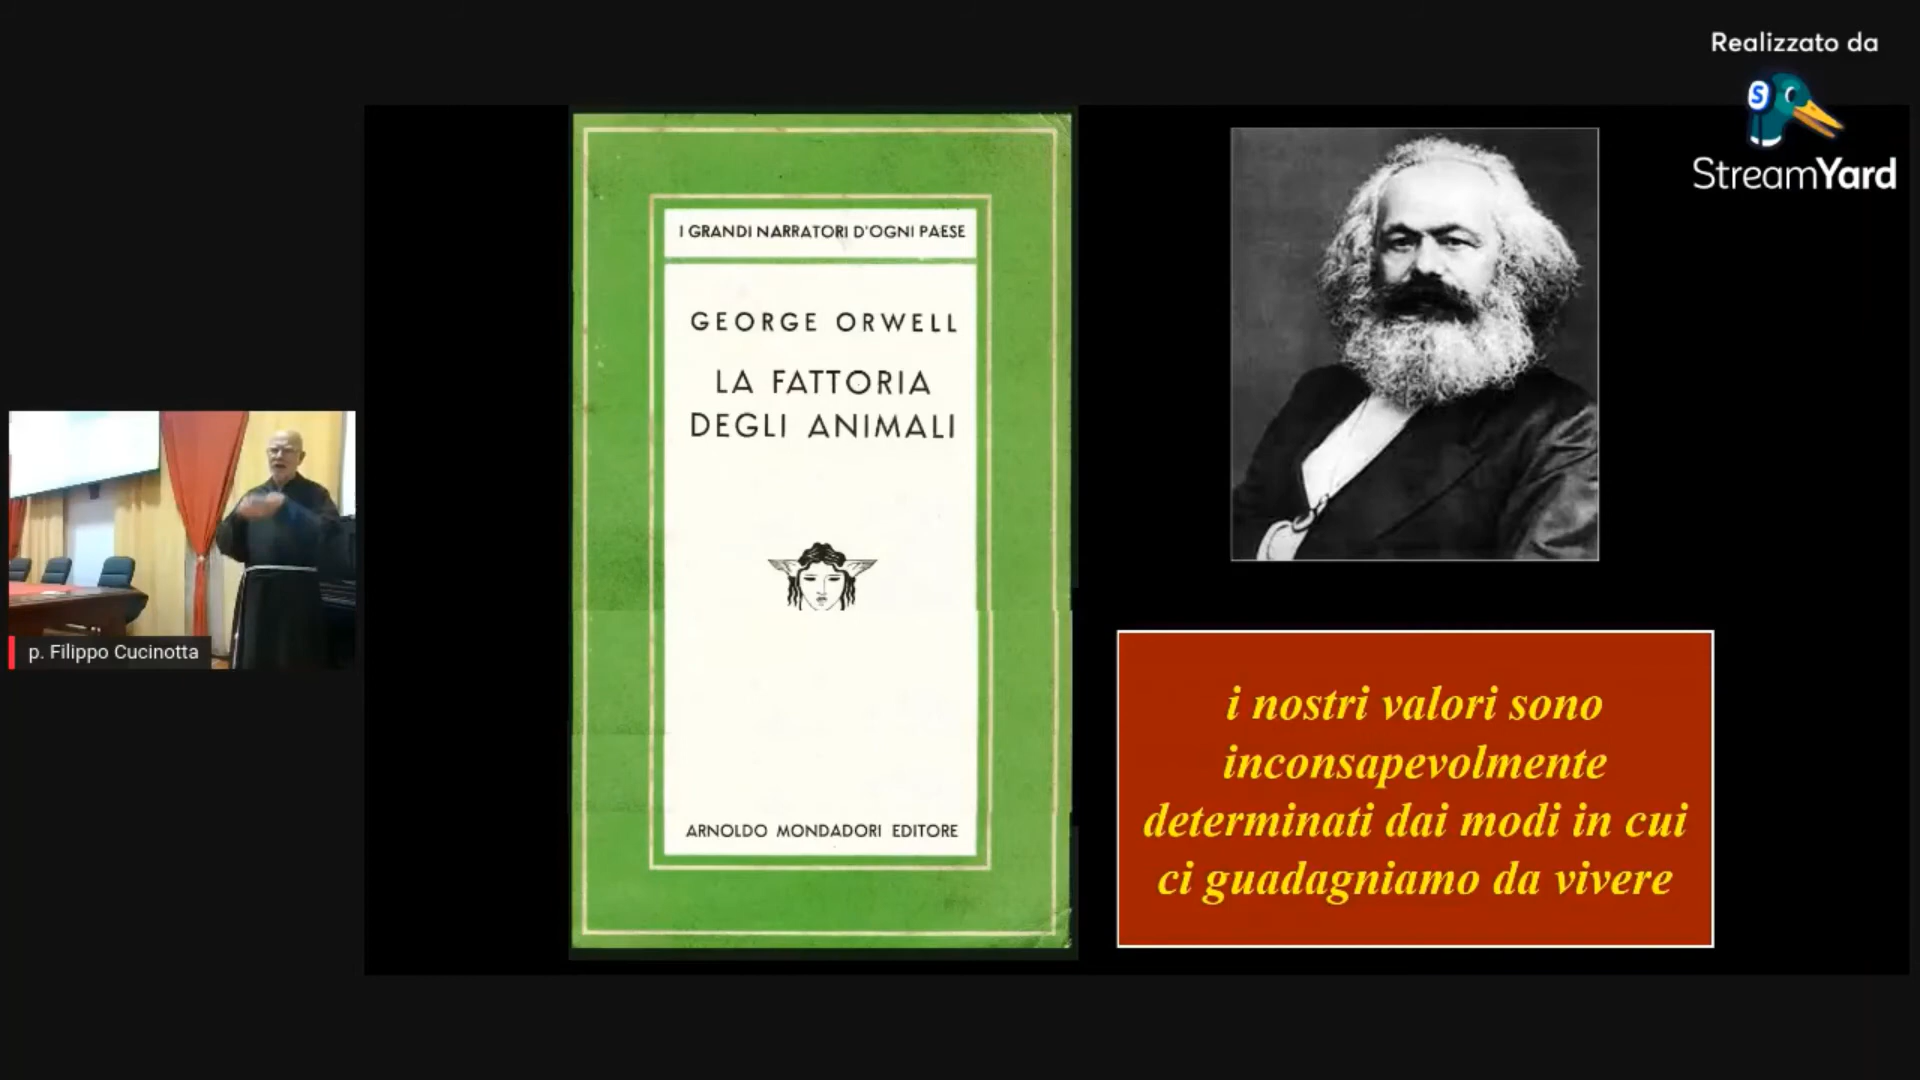 Realizzato da
S
StreamYard
I GRANDI NARRATORI D'OGNI PAESE
GEORGE ORWELL
LA FATTORIA
DEGLI ANIMALI
ARNOLDO MONDADORI EDITORE
i nostri valori sono
inconsapevolmente
determinati dai modi in cui
ci guadagniamo da vivere
p. Filippo Cucinotta